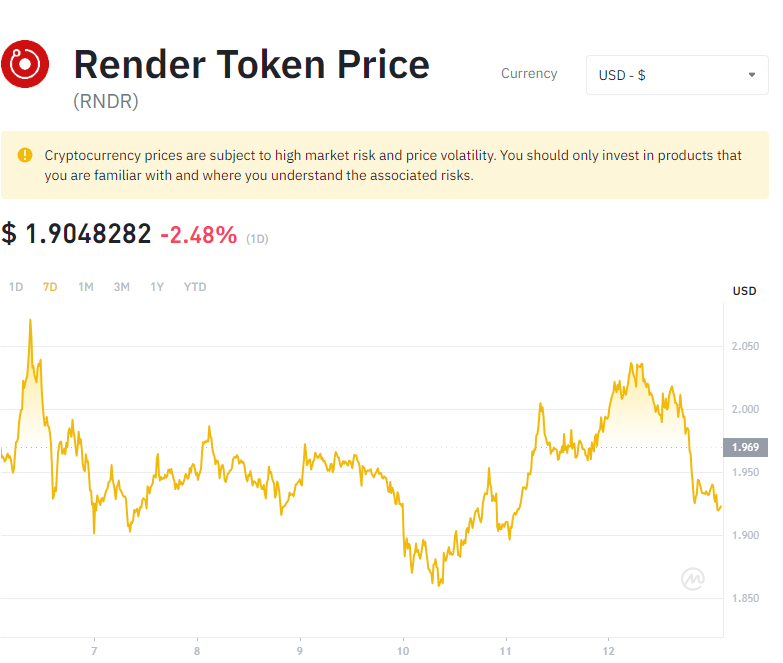 Render Token Price
(RNDR)
Currency
USD - $
Cryptocurrency prices are subject to high market risk and price volatility. You should only invest in products that
you are familiar with and where you understand the associated risks.
$ 1.9048282 -2.48% (1D)
1D 7D 1M 3M 1Y YTD
USD
2.050
2.000
1.969
1.950
1.900
1.850
7 8 9 10 11 12